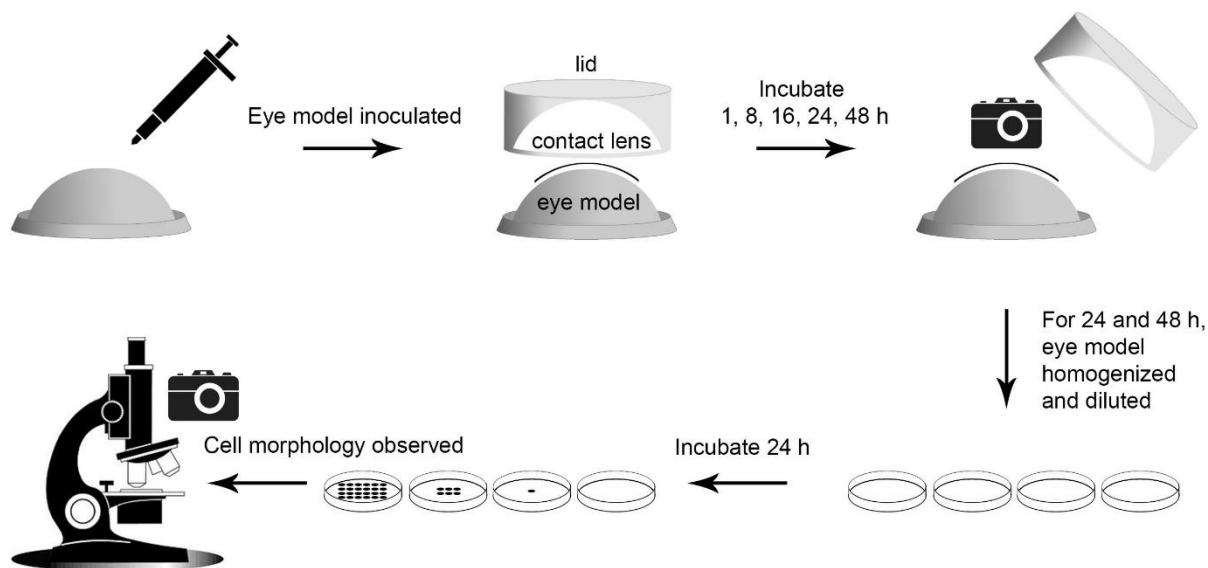 Eye model inoculated
lid
contact lens
eye model
Incubate
1, 8, 16, 24, 48 h
For 24 and 48 h,
eye model
homogenized
and diluted
Incubate 24 h
Cell morphology observed